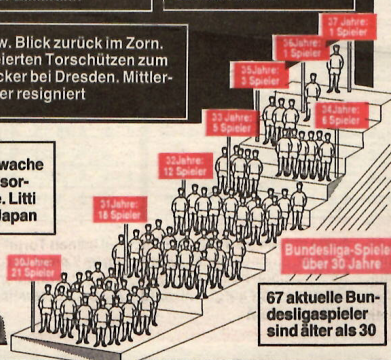 w. Blick zurück im Zorn.
eierten Torschützen zum
cker bei Dresden. Mittler-
er resigniert
wache
sor-
e. Litti
Japan
37 Jahre:
1 Spieler
36 Jahre:
1 Spieler
35 Jahre:
3 Spieler
34 Jahre:
6 Spieler
33 Jahre:
5 Spieler
32 Jahre:
12 Spieler
31 Jahre:
18 Spieler
30 Jahre:
21 Spieler
Bundesliga-Spiele
über 30 Jahre
67 aktuelle Bun-
desligaspieler
sind älter als 30